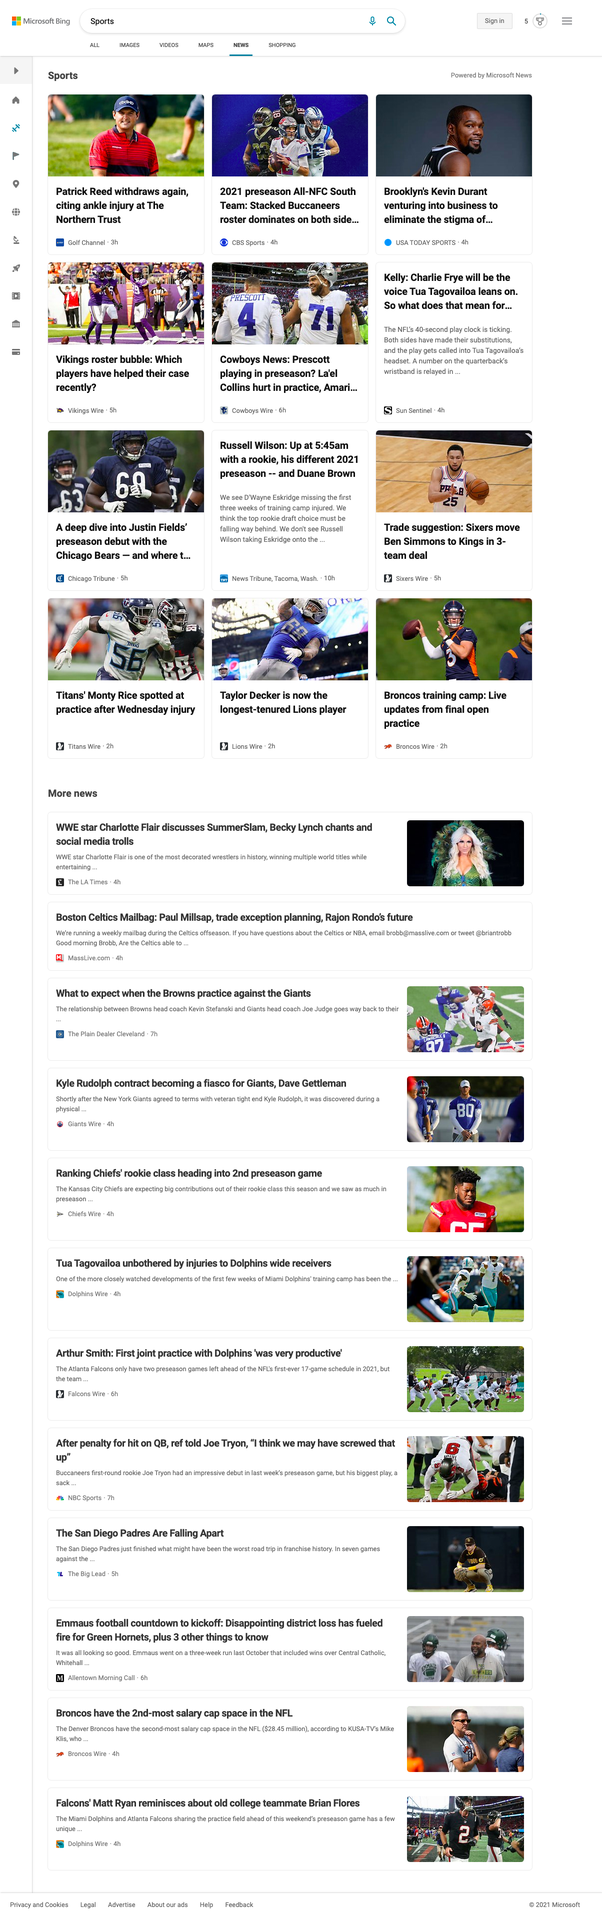 Microsoft Bing
Sports
Sign in
5
ALL
IMAGES
VIDEOS
MAPS
NEWS
SHOPPING
Sports
Powered by Microsoft News
Patrick Reed withdraws again,
citing ankle injury at The
Northern Trust
Golf Channel · 3h
2021 preseason All-NFC South
Team: Stacked Buccaneers
roster dominates on both side...
CBS Sports · 4h
Brooklyn's Kevin Durant
venturing into business to
eliminate the stigma of...
USA TODAY SPORTS · 4h
Vikings roster bubble: Which
players have helped their case
recently?
Vikings Wire · 5h
PRESCOTT
4
71
Cowboys News: Prescott
playing in preseason? La'el
Collins hurt in practice, Amari...
Cowboys Wire · 6h
Kelly: Charlie Frye will be the
voice Tua Tagovailoa leans on.
So what does that mean for...
The NFL's 40-second play clock is ticking.
Both sides have made their substitutions,
and the play gets called into Tua Tagovailoa's
headset. A number on the quarterback's
wristband is relayed in ...
Sun Sentinel · 4h
63
68
A deep dive into Justin Fields'
preseason debut with the
Chicago Bears — and where t...
Chicago Tribune · 5h
Russell Wilson: Up at 5:45am
with a rookie, his different 2021
preseason -- and Duane Brown
We see D'Wayne Eskridge missing the first
three weeks of training camp injured. We
think the top rookie draft choice must be
falling way behind. We don't see Russell
Wilson taking Eskridge onto the ...
News Tribune, Tacoma, Wash. · 10h
25
Trade suggestion: Sixers move
Ben Simmons to Kings in 3-
team deal
Sixers Wire · 5h
56
Titans' Monty Rice spotted at
practice after Wednesday injury
Titans Wire · 2h
Taylor Decker is now the
longest-tenured Lions player
Lions Wire · 2h
Broncos training camp: Live
updates from final open
practice
Broncos Wire · 2h
More news
WWE star Charlotte Flair discusses SummerSlam, Becky Lynch chants and
social media trolls
WWE star Charlotte Flair is one of the most decorated wrestlers in history, winning multiple world titles while
entertaining ...
The LA Times · 4h
Boston Celtics Mailbag: Paul Millsap, trade exception planning, Rajon Rondo's future
We're running a weekly mailbag during the Celtics offseason. If you have questions about the Celtics or NBA, email brobb@masslive.com or tweet @briantrobb
Good morning Brobb, Are the Celtics able to ...
MassLive.com · 4h
What to expect when the Browns practice against the Giants
The relationship between Browns head coach Kevin Stefanski and Giants head coach Joe Judge goes way back to their
...
The Plain Dealer Cleveland · 7h
97
Kyle Rudolph contract becoming a fiasco for Giants, Dave Gettleman
Shortly after the New York Giants agreed to terms with veteran tight end Kyle Rudolph, it was discovered during a
physical ...
Giants Wire · 4h
80
Ranking Chiefs' rookie class heading into 2nd preseason game
The Kansas City Chiefs are expecting big contributions out of their rookie class this season and we saw as much in
preseason ...
Chiefs Wire · 4h
Tua Tagovailoa unbothered by injuries to Dolphins wide receivers
One of the more closely watched developments of the first few weeks of Miami Dolphins' training camp has been the ...
Dolphins Wire · 4h
Arthur Smith: First joint practice with Dolphins 'was very productive'
The Atlanta Falcons only have two preseason games left ahead of the NFL's first-ever 17-game schedule in 2021, but
the team ...
Falcons Wire · 6h
After penalty for hit on QB, ref told Joe Tryon, "I think we may have screwed that
up"
Buccaneers first-round rookie Joe Tryon had an impressive debut in last week's preseason game, but his biggest play, a
sack ...
NBC Sports · 7h
The San Diego Padres Are Falling Apart
The San Diego Padres just finished what might have been the worst road trip in franchise history. In seven games
against the ...
The Big Lead · 5h
Emmaus football countdown to kickoff: Disappointing district loss has fueled
fire for Green Hornets, plus 3 other things to know
It was all looking so good. Emmaus went on a three-week run last October that included wins over Central Catholic,
Whitehall ...
Allentown Morning Call · 6h
Broncos have the 2nd-most salary cap space in the NFL
The Denver Broncos have the second-most salary cap space in the NFL ($28.45 million), according to KUSA-TV's Mike
Klis, who ...
Broncos Wire · 4h
Falcons' Matt Ryan reminisces about old college teammate Brian Flores
The Miami Dolphins and Atlanta Falcons sharing the practice field ahead of this weekend's preseason game has a few
unique ...
Dolphins Wire · 4h
2
Privacy and Cookies
Legal
Advertise
About our ads
Help
Feedback
© 2021 Microsoft